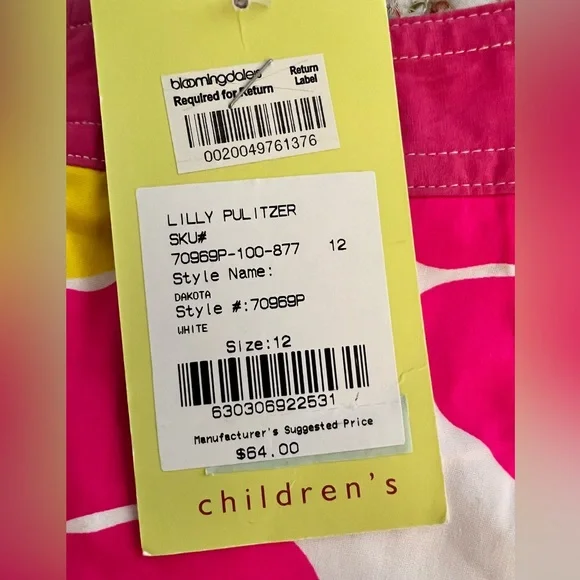 bloomingdale's Return
Required for Return Label
0020049761376
LILLY PULITZER
SKU#
70969P-100-877 12
Style Name:
DAKOTA
Style #:70969P
WHITE
Size:12
630306922531
Manufacturer's Suggested Price
$64.00
children's